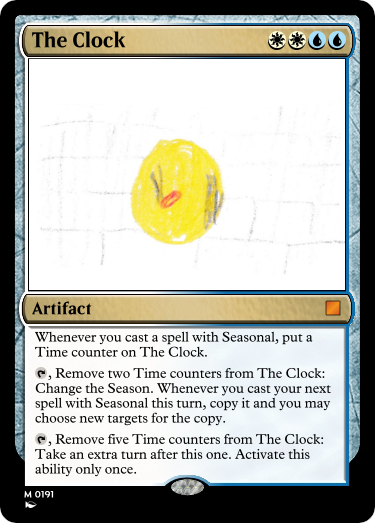 The Clock
Artifact
Whenever you cast a spell with Seasonal, put a
Time counter on The Clock.
, Remove two Time counters from The Clock:
Change the Season. Whenever you cast your next
spell with Seasonal this turn, copy it and you may
choose new targets for the copy.
, Remove five Time counters from The Clock:
Take an extra turn after this one. Activate this
ability only once.
M 0191